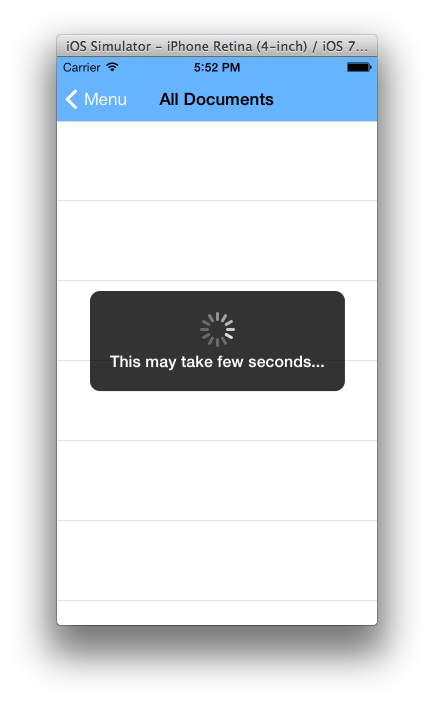 iOS Simulator - iPhone Retina (4-inch) / iOS 7...
Carrier 5:52 PM
Menu All Documents
This may take few seconds...